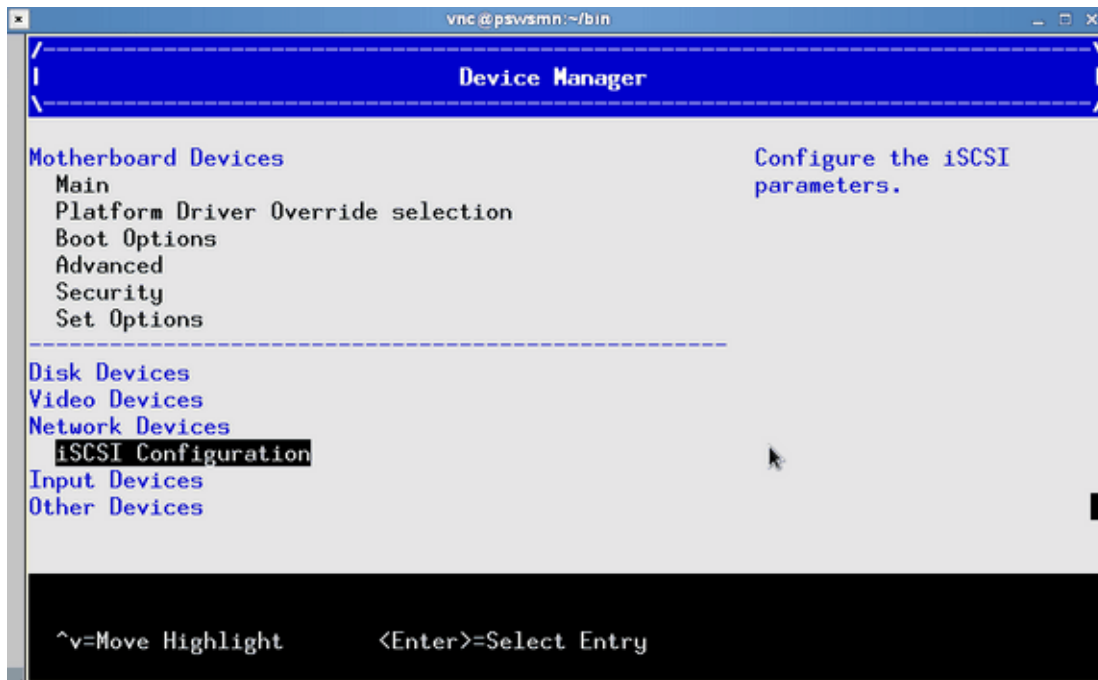 vnc@pswsmn:~/bin
Device Manager
Motherboard Devices
Main
Platform Driver Override selection
Boot Options
Advanced
Security
Set Options
Disk Devices
Video Devices
Network Devices
iSCSI Configuration
Input Devices
Other Devices
Configure the iSCSI
parameters.
^v=Move Highlight <Enter>=Select Entry